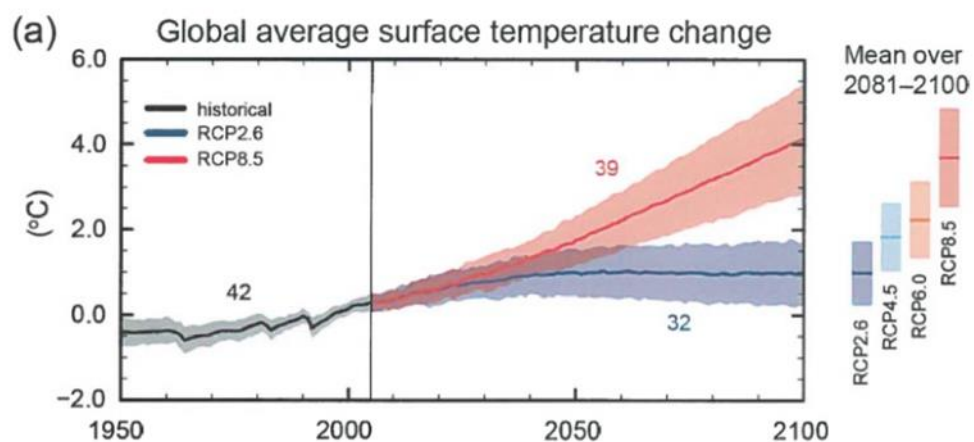 (a) Global average surface temperature change
6.0
4.0
2.0
0.0
−2.0
(°C)
historical
RCP2.6
RCP8.5
42
39
32
1950
2000
2050
2100
Mean over
2081–2100
RCP2.6
RCP4.5
RCP6.0
RCP8.5